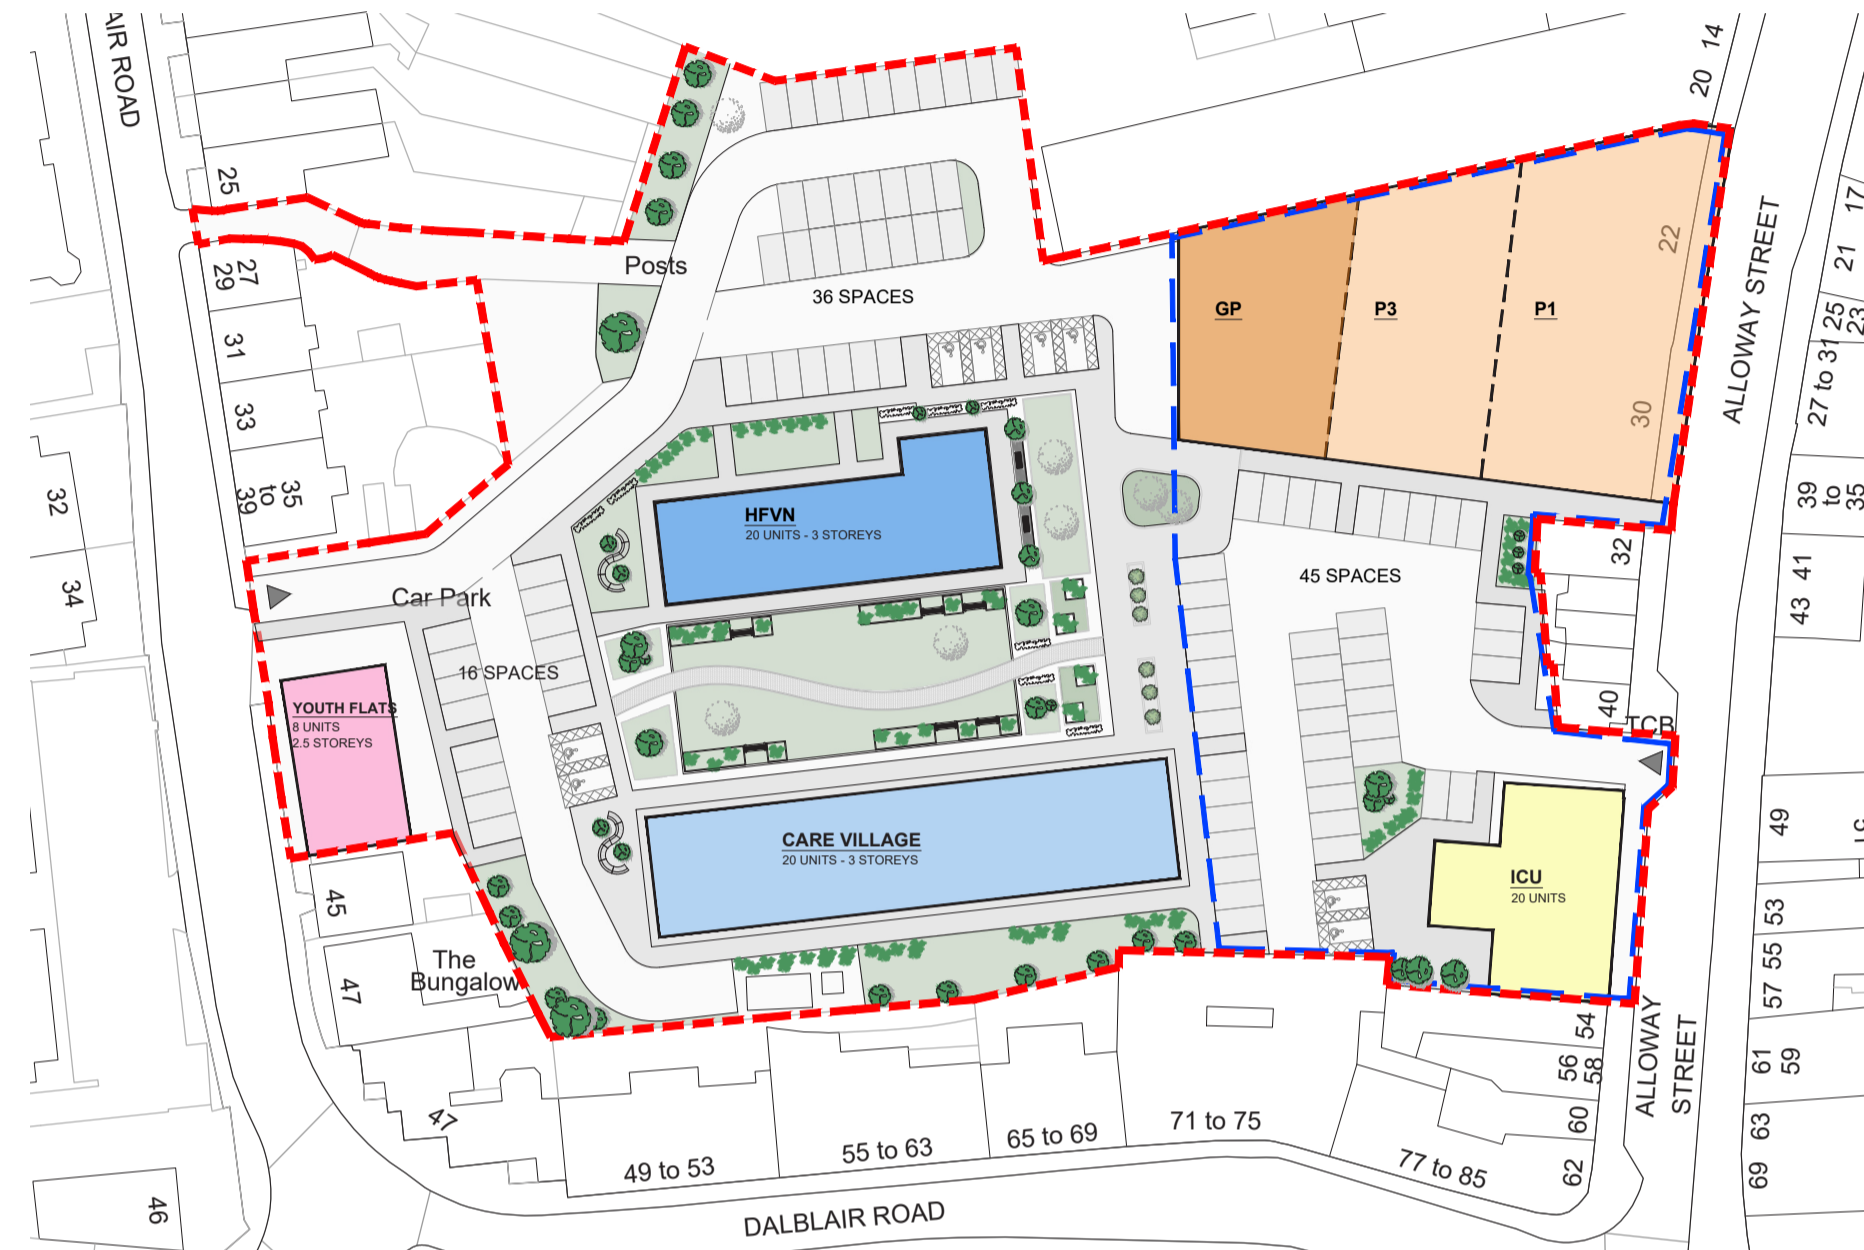 AIR ROAD
14
20
25
17
22
21
Posts
27
29
36 SPACES
GP
P3
P1
ALLOWAY STREET
25
23
27 to 31
31
33
30
35
to
39
32
HFVN
20 UNITS - 3 STOREYS
39
to
35
32
45 SPACES
41
43
34
Car Park
16 SPACES
YOUTH FLATS
8 UNITS
2.5 STOREYS
40
TCB
49
CARE VILLAGE
20 UNITS - 3 STOREYS
ICU
20 UNITS
45
53
55
57
The
Bungalow
47
54
56
58
ALLOWAY
STREET
61
59
47
60
63
71 to 75
65 to 69
55 to 63
49 to 53
77 to 85
62
69
46
DALBLAIR ROAD